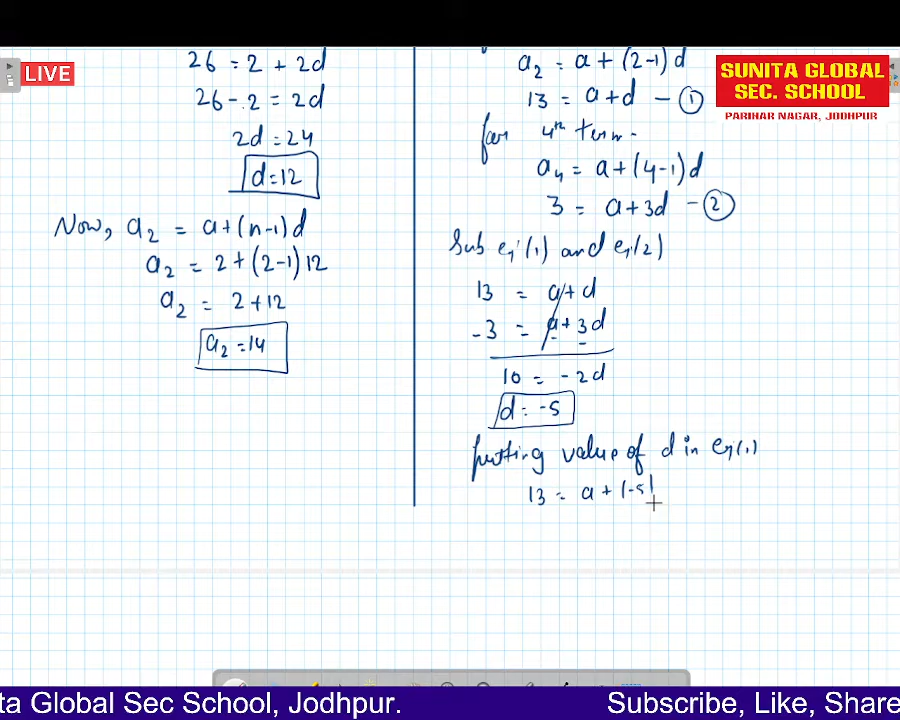 LIVE
SUNITA GLOBAL
SEC. SCHOOL
PARIHAR NAGAR, JODHPUR
26 = 2 + 2d
26 - 2 = 2d
2d = 24
d = 12
Now, a₂ = a + (n-1)d
a₂ = 2 + (2-1)12
a₂ = 2 + 12
a₂ = 14
a₂ = a + (2-1)d
13 = a + d - ①
for 4th term -
a₄ = a + (4-1)d
3 = a + 3d - ②
Sub eqⁿ(1) and eqⁿ(2)
13 = a + d
-3 = a + 3d
10 = -2d
d = -5
putting value of d in eqⁿ(1)
13 = a + (-5)
ta Global Sec School, Jodhpur.
Subscribe, Like, Share